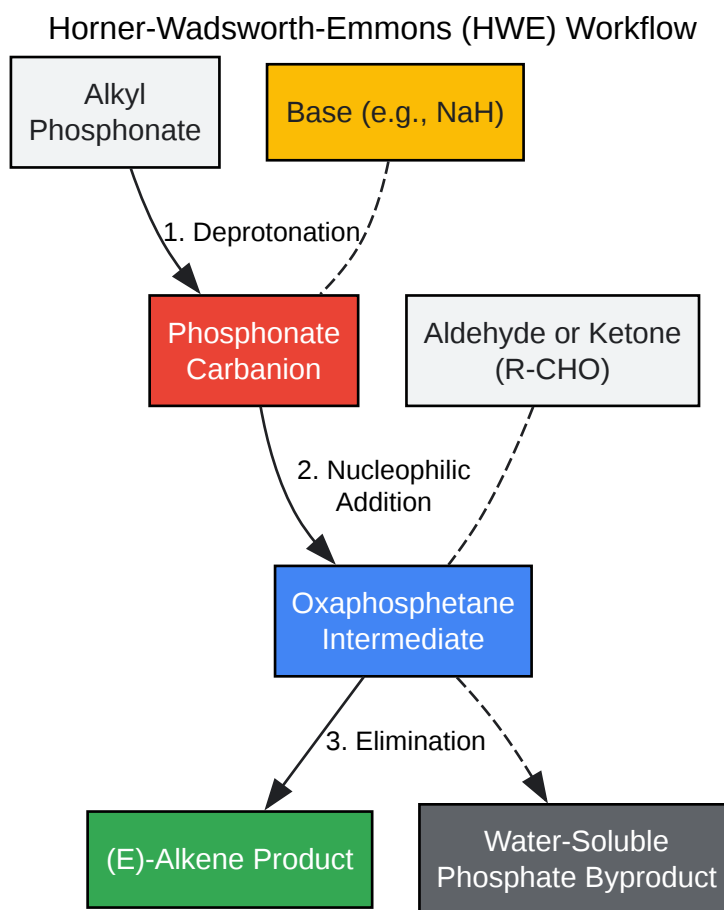 Horner-Wadsworth-Emmons (HWE) Workflow
Alkyl
Phosphonate
Base (e.g., NaH)
1. Deprotonation
Phosphonate
Carbanion
Aldehyde or Ketone
(R-CHO)
2. Nucleophilic
Addition
Oxaphosphetane
Intermediate
3. Elimination
(E)-Alkene Product
Water-Soluble
Phosphate Byproduct